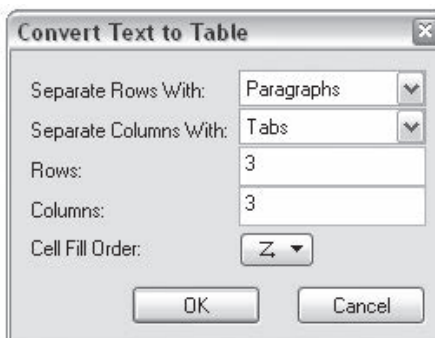 Convert Text to Table
Separate Rows With: Paragraphs
Separate Columns With: Tabs
Rows: 3
Columns: 3
Cell Fill Order:
OK Cancel